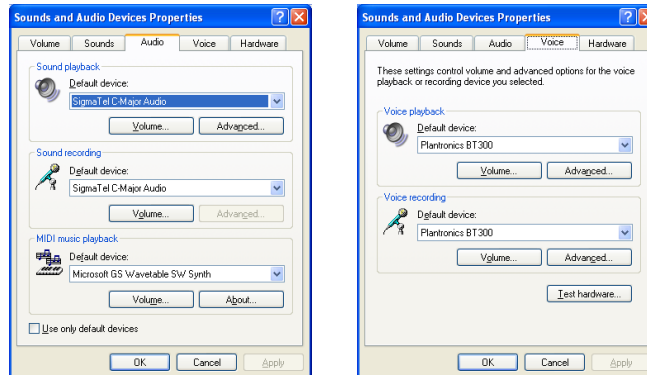 Sounds and Audio Devices Properties
Volume
Sounds
Audio
Voice
Hardware
Sound playback
Default device:
SigmaTel C-Major Audio
Volume...
Advanced...
Sound recording
Default device:
SigmaTel C-Major Audio
Volume...
Advanced...
MIDI music playback
Default device:
Microsoft GS Wavetable SW Synth
Volume...
About...
Use only default devices
OK
Cancel
Apply
Sounds and Audio Devices Properties
Volume
Sounds
Audio
Voice
Hardware
These settings control volume and advanced options for the voice
playback or recording device you selected.
Voice playback
Default device:
Plantronics BT300
Volume...
Advanced...
Voice recording
Default device:
Plantronics BT300
Volume...
Advanced...
Test hardware...
OK
Cancel
Apply